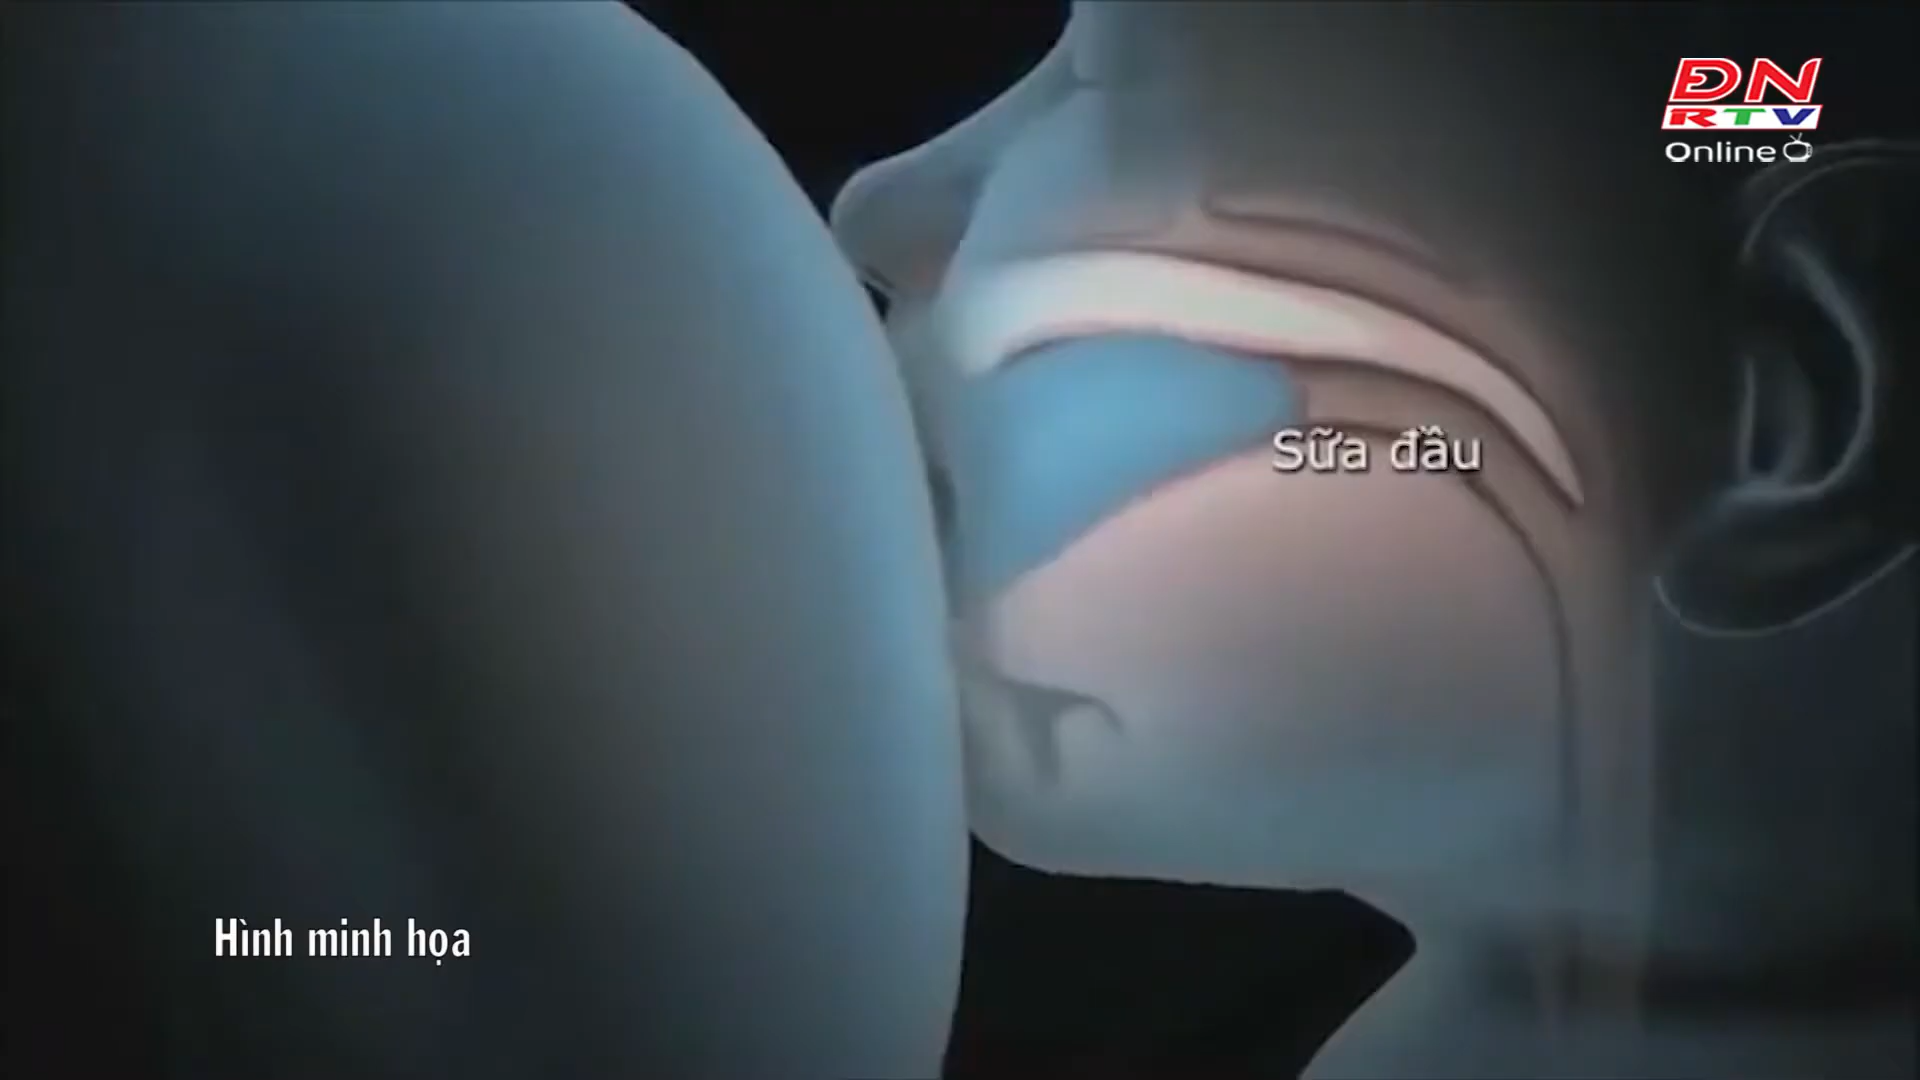 ĐN
RTV
Online
Sữa đầu
Hình minh họa